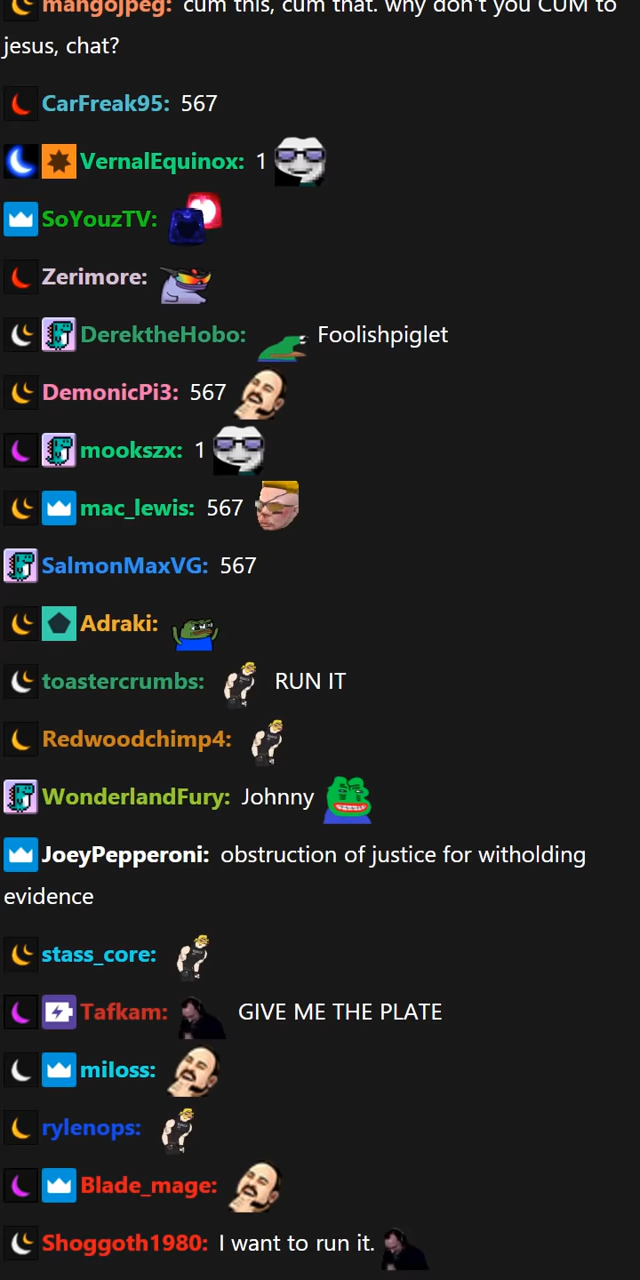 mangojpeg: cum this, cum that. why don't you CUM to
jesus, chat?
CarFreak95: 567
VernalEquinox: 1
SoYouzTV:
Zerimore:
DerektheHobo: Foolishpiglet
DemonicPi3: 567
mookszx: 1
mac_lewis: 567
SalmonMaxVG: 567
Adraki:
toastercrumbs: RUN IT
Redwoodchimp4:
WonderlandFury: Johnny
JoeyPepperoni: obstruction of justice for witholding
evidence
stass_core:
Tafkam: GIVE ME THE PLATE
miloss:
rylenops:
Blade_mage:
Shoggoth1980: I want to run it.